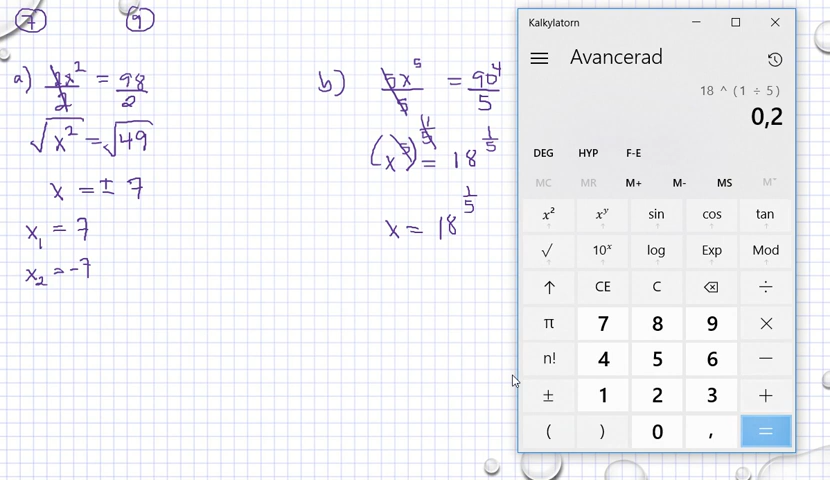 7
9
a) 2x² = 98
2 2
√x² = √49
x = ± 7
x₁ = 7
x₂ = -7
b) 5x⁵ = 90
5 5
(x⁵)^(1/5) = 18^(1/5)
x = 18^(1/5)
Kalkylatorn
Avancerad
18 ^ (1 ÷ 5)
0,2
DEG HYP F-E
MC MR M+ M- MS M˅
x² xʸ sin cos tan
√ 10ˣ log Exp Mod
↑ CE C ⌫ ÷
π 7 8 9 ×
n! 4 5 6 −
± 1 2 3 +
( ) 0 , =